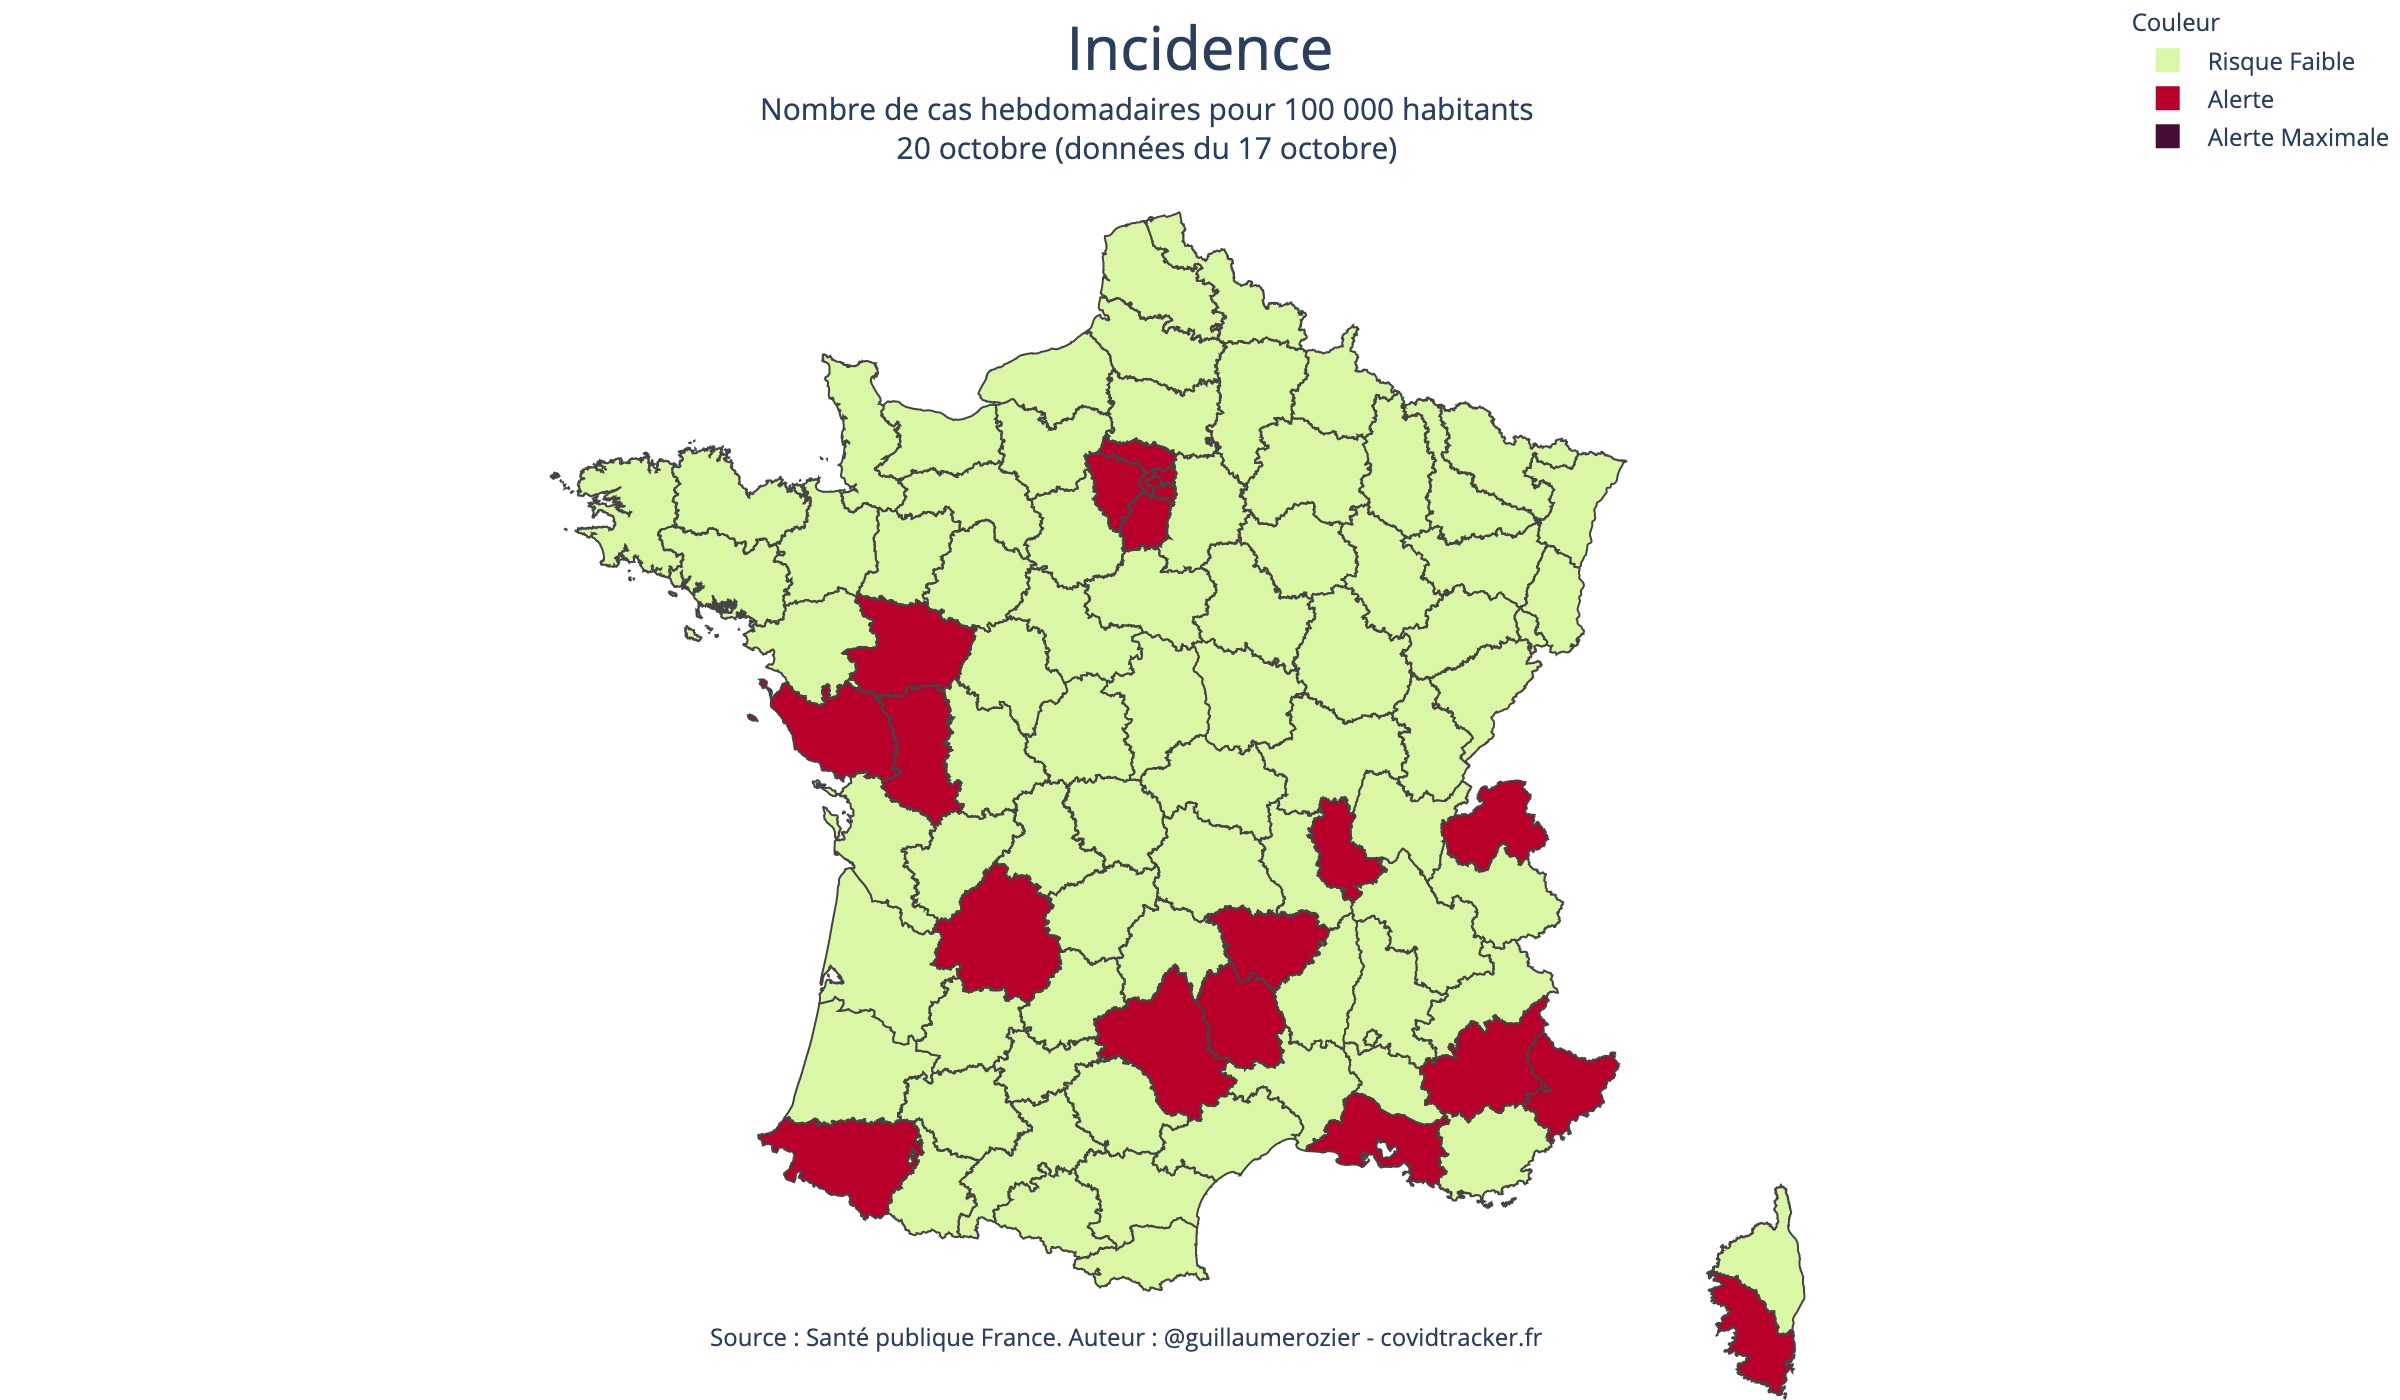 Incidence
Nombre de cas hebdomadaires pour 100 000 habitants
20 octobre (données du 17 octobre)
Couleur
Risque Faible
Alerte
Alerte Maximale
Source : Santé publique France. Auteur : @guillaumerozier - covidtracker.fr